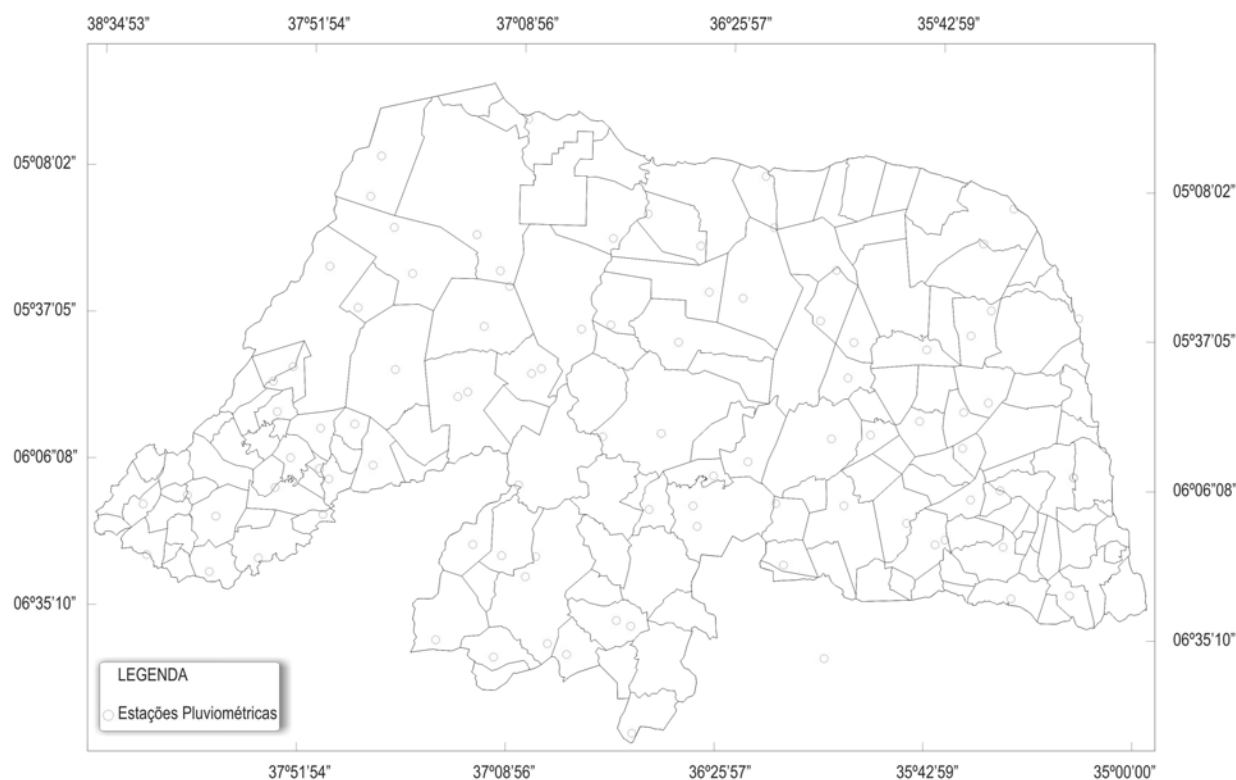 38º34'53” 37º51'54” 37º08'56” 36º25'57” 35º42'59”
05º08'02”
05º08'02”
05º37'05”
05º37'05”
06º06'08”
06º06'08”
06º35'10”
06º35'10”
LEGENDA
Estações Pluviométricas
37º51'54” 37º08'56” 36º25'57” 35º42'59” 35º00'00”